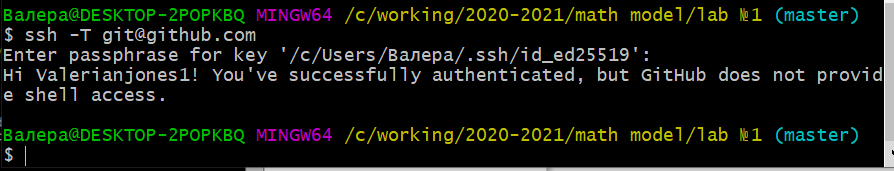 Валера@DESKTOP-2POPKBQ MINGW64 /c/working/2020-2021/math model/lab №1 (master)
$ ssh -T git@github.com
Enter passphrase for key '/c/Users/Валера/.ssh/id_ed25519':
Hi Valerianjones1! You've successfully authenticated, but GitHub does not provid
e shell access.
Валера@DESKTOP-2POPKBQ MINGW64 /c/working/2020-2021/math model/lab №1 (master)
$